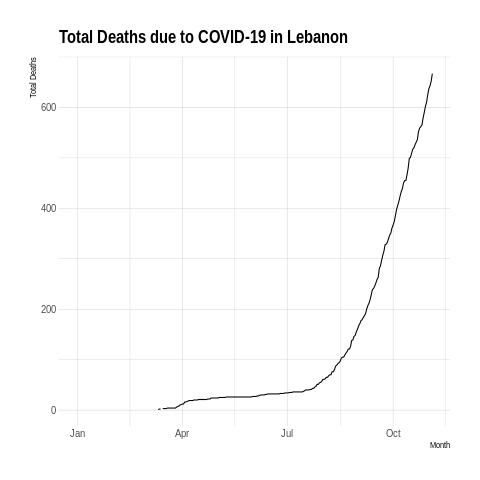 Total Deaths due to COVID-19 in Lebanon
Total Deaths
600
400
200
0
Jan Apr Jul Oct
Month